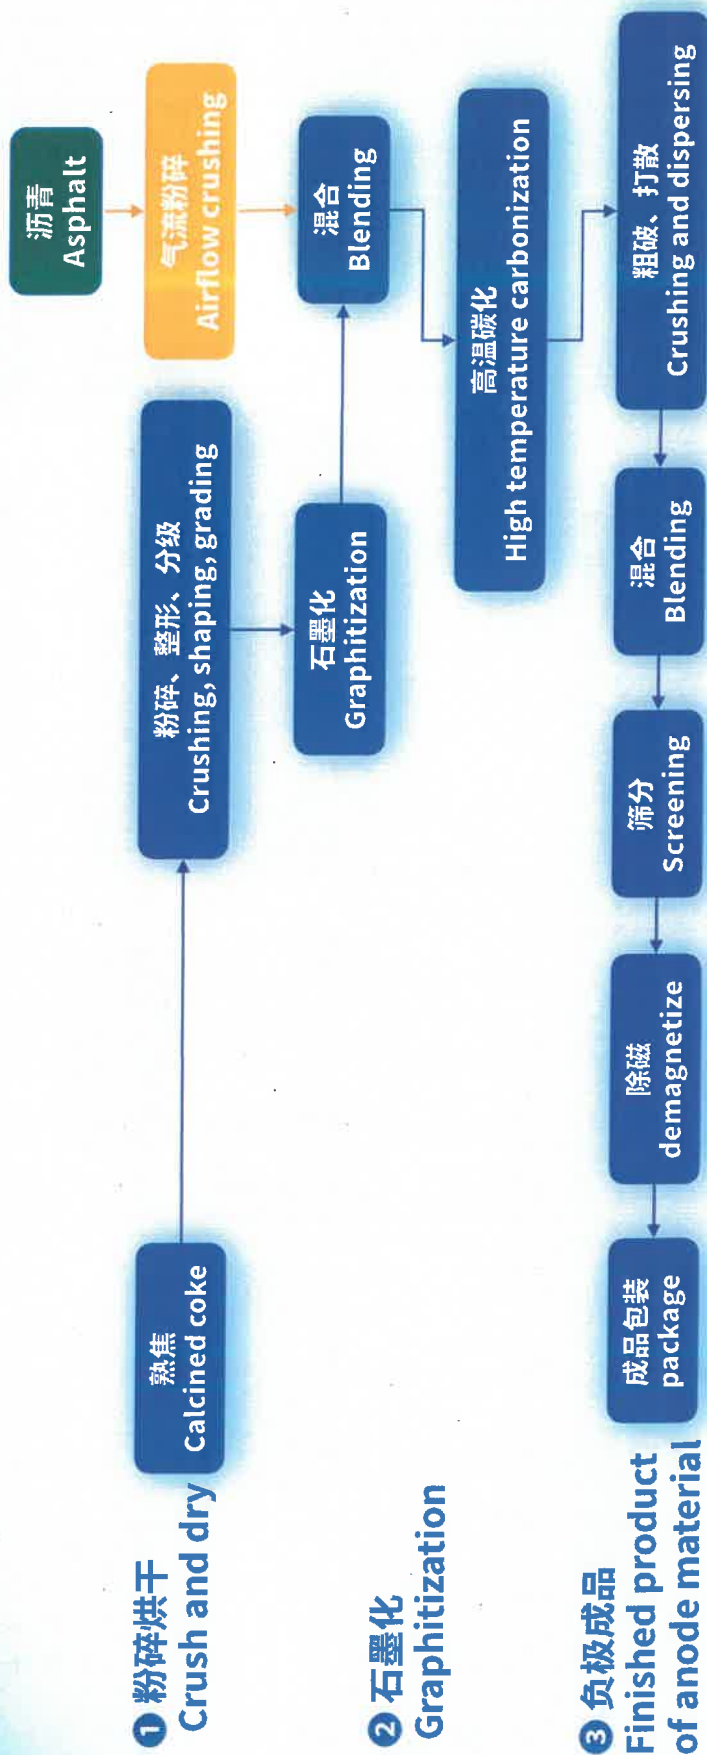 沥青
Asphalt
❶ 粉碎烘干
Crush and dry
熟焦
Calcined coke
粉碎、整形、分级
Crushing, shaping, grading
气流粉碎
Airflow crushing
❷ 石墨化
Graphitization
石墨化
Graphitization
混合
Blending
高温碳化
High temperature carbonization
❸ 负极成品
Finished product
of anode material
成品包装
package
除磁
demagnetize
筛分
Screening
混合
Blending
粗破、打散
Crushing and dispersing